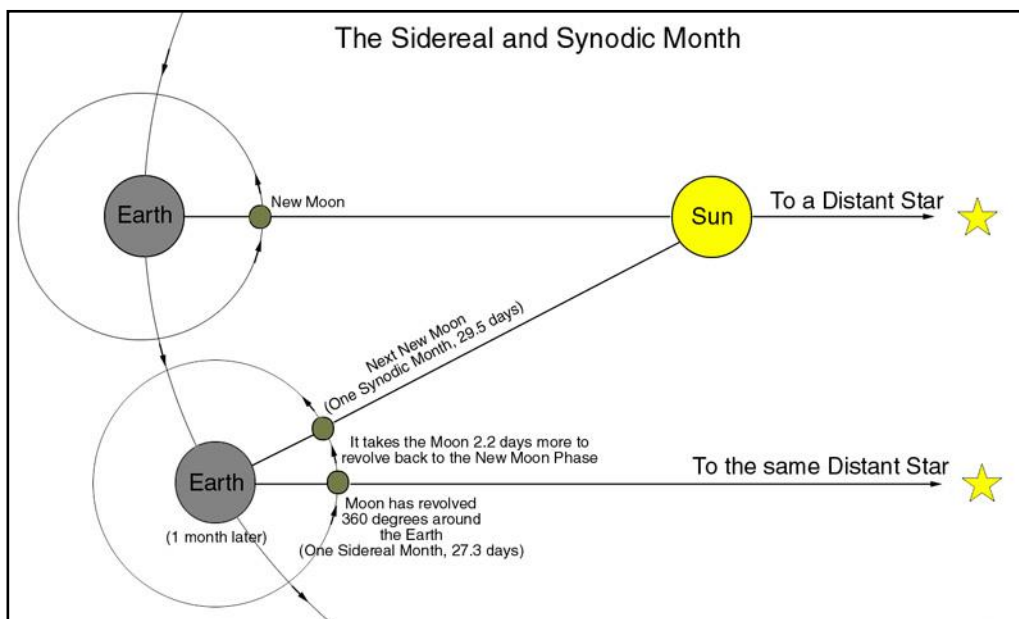 The Sidereal and Synodic Month
Earth
New Moon
Sun
To a Distant Star
Next New Moon
(One Synodic Month, 29.5 days)
It takes the Moon 2.2 days more to
revolve back to the New Moon Phase
Earth
To the same Distant Star
(1 month later)
Moon has revolved
360 degrees around
the Earth
(One Sidereal Month, 27.3 days)